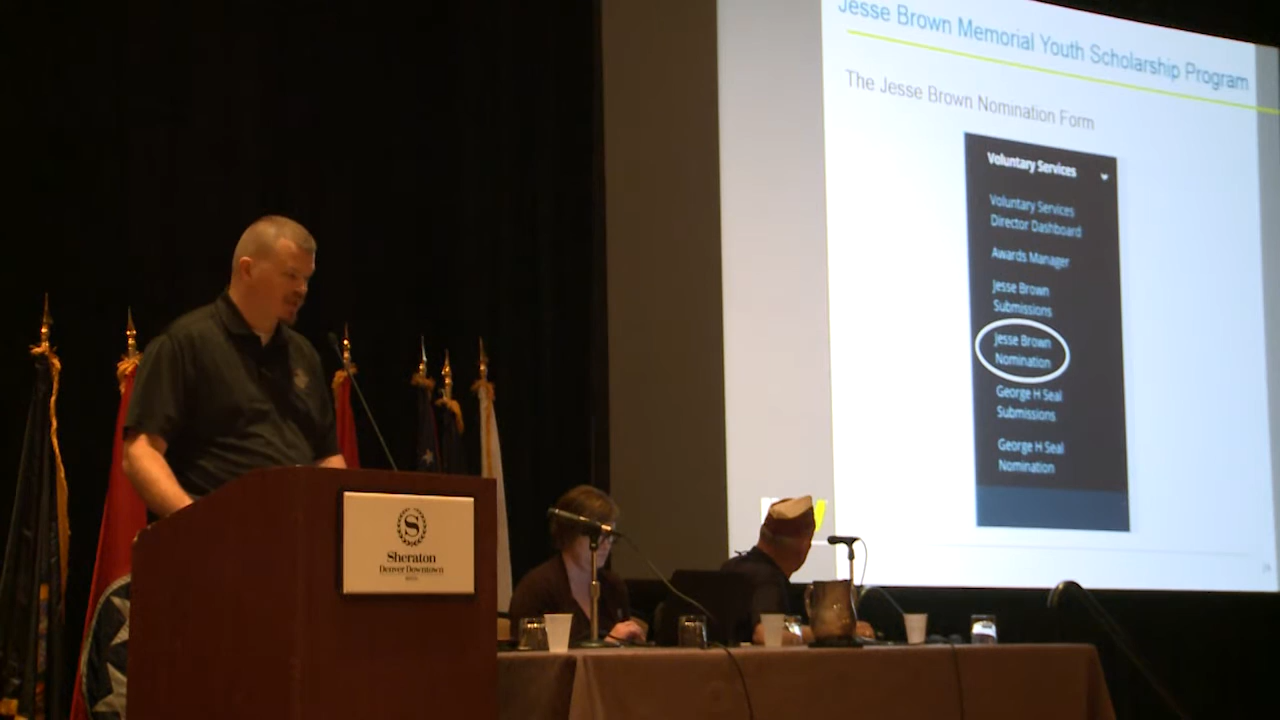 Jesse Brown Memorial Youth Scholarship Program
The Jesse Brown Nomination Form
Voluntary Services
Voluntary Services
Director Dashboard
Awards Manager
Jesse Brown
Submissions
Jesse Brown
Nomination
George H Seal
Submissions
George H Seal
Nomination
S
Sheraton
Denver Downtown